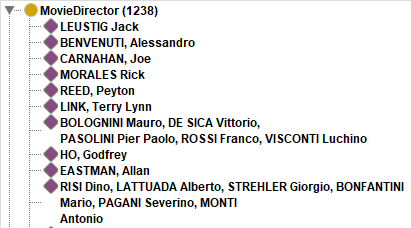 MovieDirector (1238)
LEUSTIG Jack
BENVENUTI, Alessandro
CARNAHAN, Joe
MORALES Rick
REED, Peyton
LINK, Terry Lynn
BOLOGNINI Mauro, DE SICA Vittorio,
PASOLINI Pier Paolo, ROSSI Franco, VISCONTI Luchino
HO, Godfrey
EASTMAN, Allan
RISI Dino, LATTUADA Alberto, STREHLER Giorgio, BONFANTINI
Mario, PAGANI Severino, MONTI
Antonio